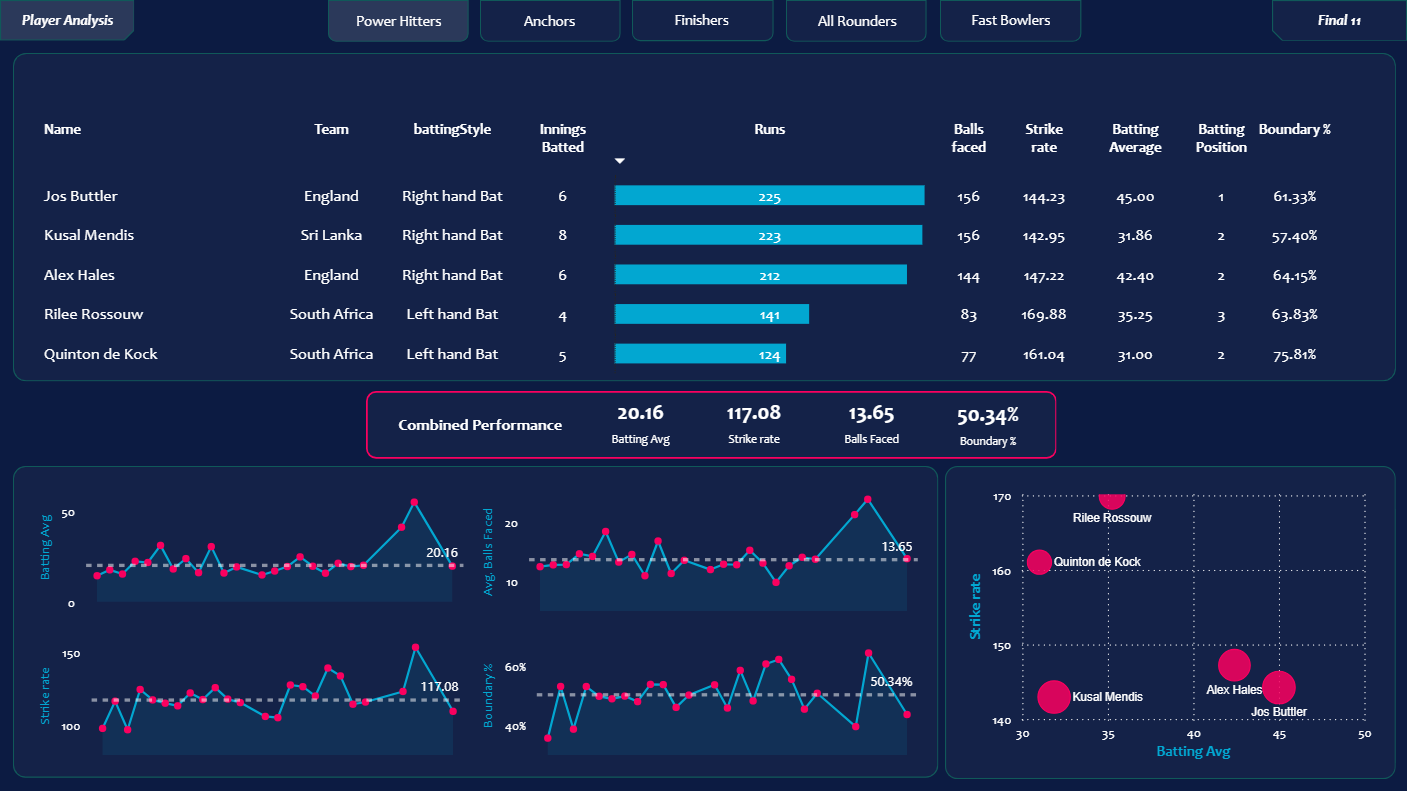 Player Analysis
Power Hitters
Anchors
Finishers
All Rounders
Fast Bowlers
Final 11
Name Team battingStyle Innings Batted Runs Balls faced Strike rate Batting Average Batting Position Boundary %
Jos Buttler England Right hand Bat 6 225 156 144.23 45.00 1 61.33%
Kusal Mendis Sri Lanka Right hand Bat 8 223 156 142.95 31.86 2 57.40%
Alex Hales England Right hand Bat 6 212 144 147.22 42.40 2 64.15%
Rilee Rossouw South Africa Left hand Bat 4 141 83 169.88 35.25 3 63.83%
Quinton de Kock South Africa Left hand Bat 5 124 77 161.04 31.00 2 75.81%
Combined Performance
20.16
Batting Avg
117.08
Strike rate
13.65
Balls Faced
50.34%
Boundary %
Batting Avg
50
0
20.16
Avg. Balls Faced
20
10
13.65
Strike rate
150
100
117.08
Boundary %
60%
40%
50.34%
Strike rate
170
160
150
140
Rilee Rossouw
Quinton de Kock
Alex Hales
Kusal Mendis
Jos Buttler
30 35 40 45 50
Batting Avg